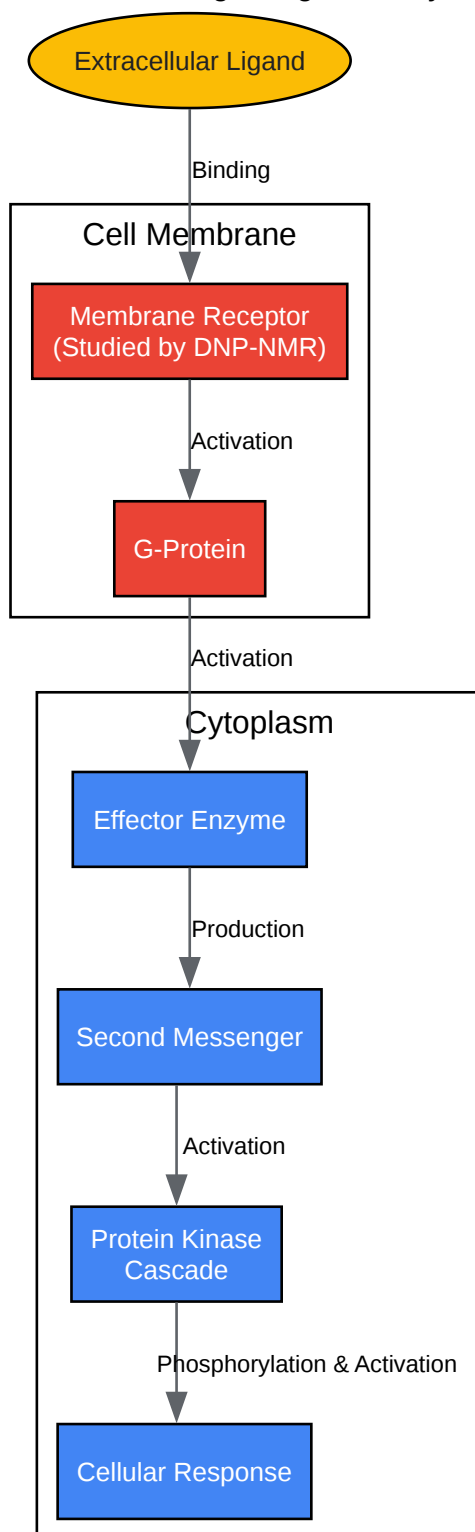 Extracellular Ligand
Binding
Cell Membrane
Membrane Receptor
(Studied by DNP-NMR)
Activation
G-Protein
Activation
Cytoplasm
Effector Enzyme
Production
Second Messenger
Activation
Protein Kinase
Cascade
Phosphorylation & Activation
Cellular Response